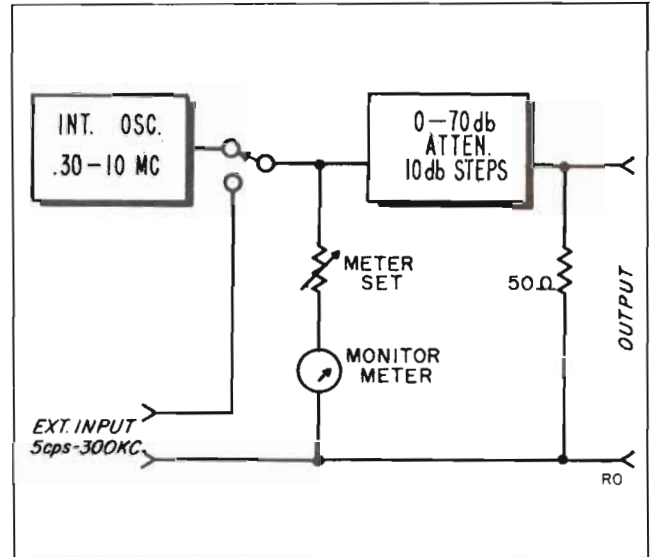 INT. OSC.
.30-10 MC
0-70db
ATTEN.
10db STEPS
METER
SET
50Ω
OUTPUT
MONITOR
METER
EXT. INPUT
5cps-300KC.
RO